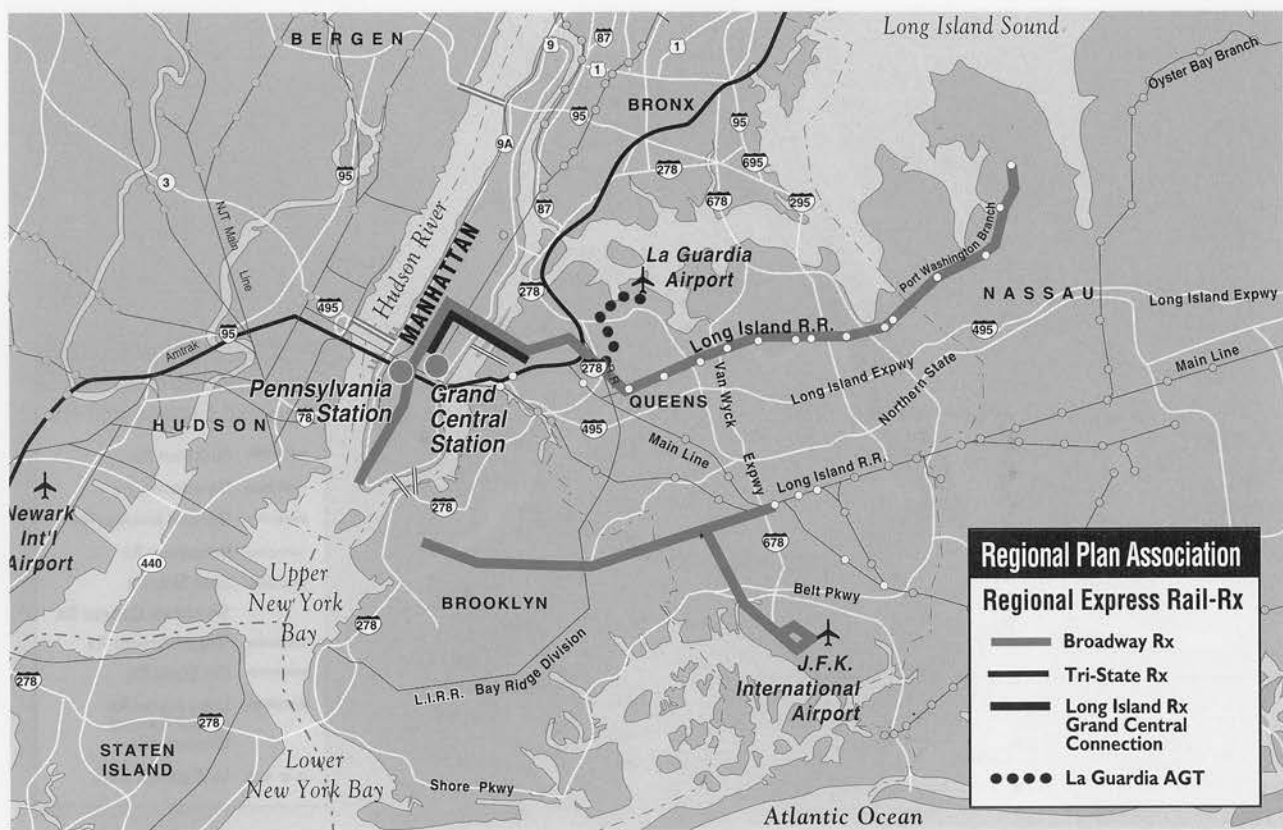 BERGEN
9
87
1
1
Long Island Sound
Oyster Bay Branch
BRONX
95
9A
95
95
3
278
695
678
295
87
NJT Main
Line
Hudson River
MANHATTAN
La Guardia
Airport
278
Port Washington Branch
NASSAU
Long Island Expwy
495
495
95
Amtrak
Long Island R.R.
Main Line
278
Pennsylvania
Station
Grand
Central
Station
QUEENS
Van Wyck
Expwy
Long Island Expwy
Northern State
HUDSON
78
495
Main Line
Long Island R.R.
278
Newark
Int'l
Airport
678
440
Upper
New York
Bay
BROOKLYN
Belt Pkwy
278
J.F.K.
International
Airport
L.I.R.R. Bay Ridge Division
278
278
STATEN
ISLAND
Lower
New York Bay
Shore Pkwy
Atlantic Ocean
Regional Plan Association
Regional Express Rail-Rx
Broadway Rx
Tri-State Rx
Long Island Rx
Grand Central
Connection
La Guardia AGT